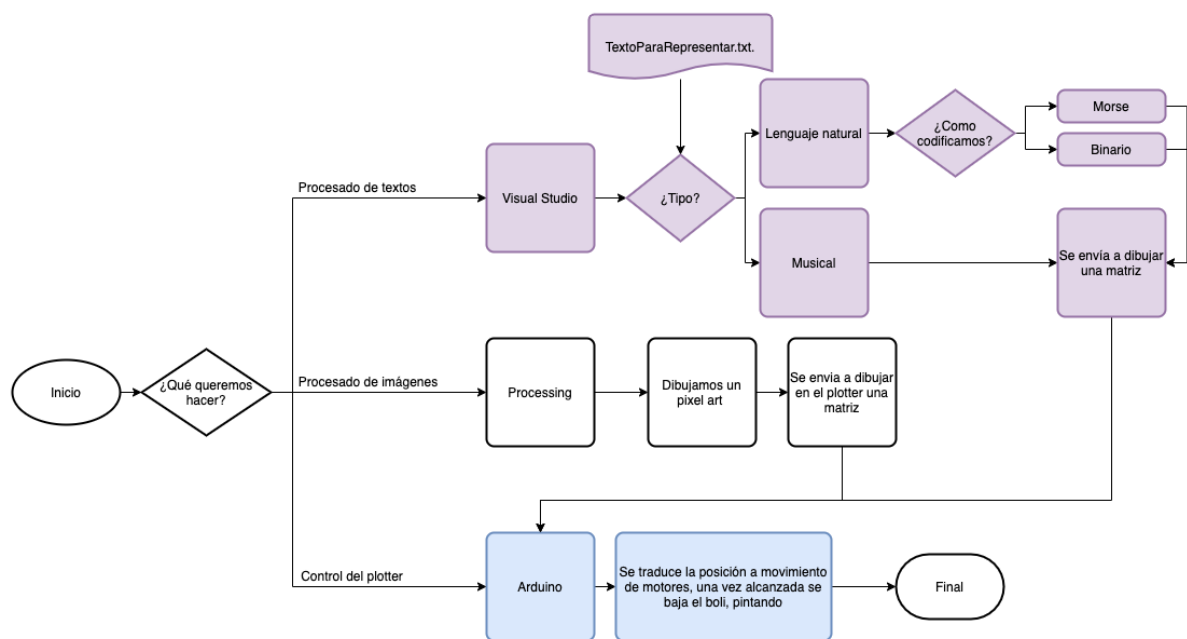 TextoParaRepresentar.txt.
Lenguaje natural
¿Como
codificamos?
Morse
Binario
Procesado de textos
Visual Studio
¿Tipo?
Musical
Se envía a dibujar
una matriz
Inicio
¿Qué queremos
hacer?
Procesado de imágenes
Processing
Dibujamos un
pixel art
Se envia a dibujar
en el plotter una
matriz
Control del plotter
Arduino
Se traduce la posición a movimiento
de motores, una vez alcanzada se
baja el boli, pintando
Final